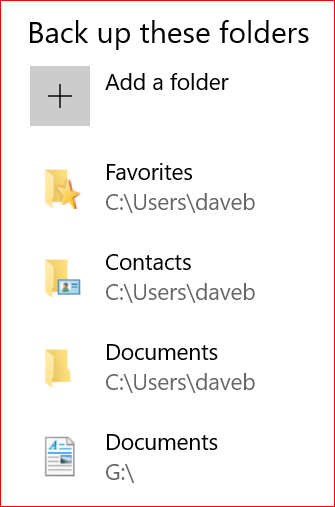 Back up these folders
Add a folder
Favorites
C:\Users\daveb
Contacts
C:\Users\daveb
Documents
C:\Users\daveb
Documents
G:\